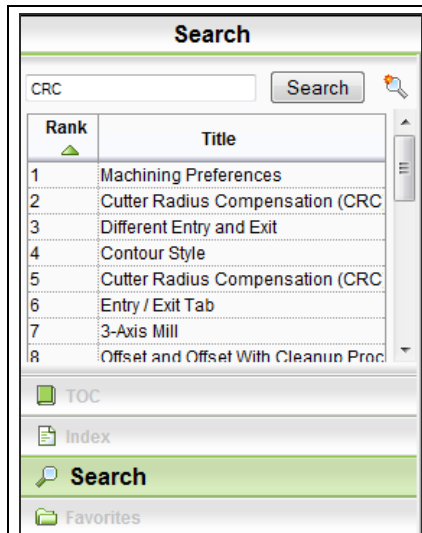 Search
CRC Search
Rank Title
1 Machining Preferences
2 Cutter Radius Compensation (CRC
3 Different Entry and Exit
4 Contour Style
5 Cutter Radius Compensation (CRC
6 Entry / Exit Tab
7 3-Axis Mill
8 Offset and Offset With Cleanup Proc
TOC
Index
Search
Favorites